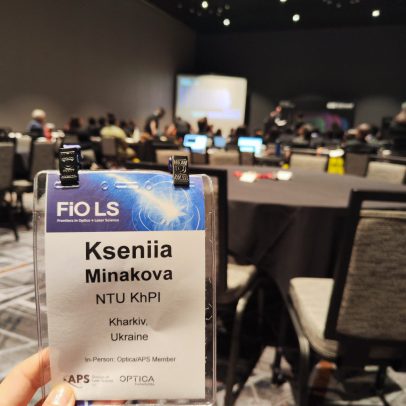 FiO LS
Frontiers in Optics + Laser Science
Kseniia
Minakova
NTU KhPI
Kharkiv,
Ukraine
In-Person: Optica/APS Member
APS
OPTICA